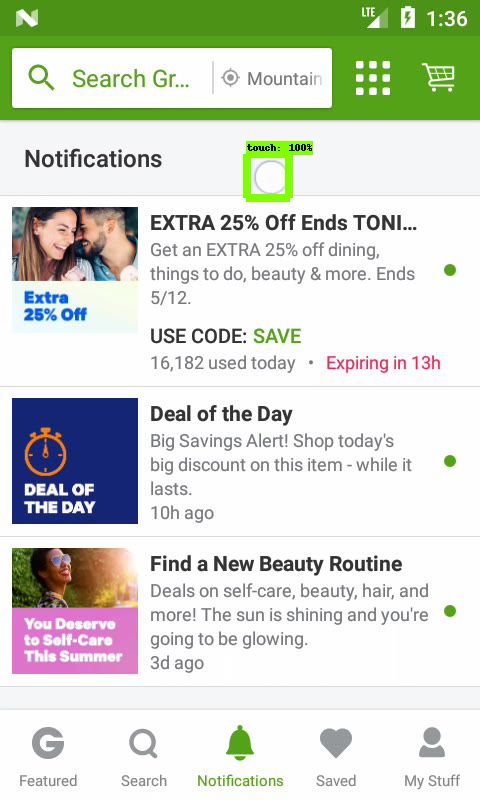 LTE 1:36
Search Gr... Mountain
touch: 100%
Notifications
EXTRA 25% Off Ends TONI...
Get an EXTRA 25% off dining,
things to do, beauty & more. Ends
5/12.
Extra
25% Off
USE CODE: SAVE
16,182 used today • Expiring in 13h
Deal of the Day
Big Savings Alert! Shop today's
big discount on this item - while it
lasts.
10h ago
DEAL OF
THE DAY
Find a New Beauty Routine
Deals on self-care, beauty, hair, and
more! The sun is shining and you're
going to be glowing.
3d ago
You Deserve
to Self-Care
This Summer
G
Featured
Search
Notifications
Saved
My Stuff